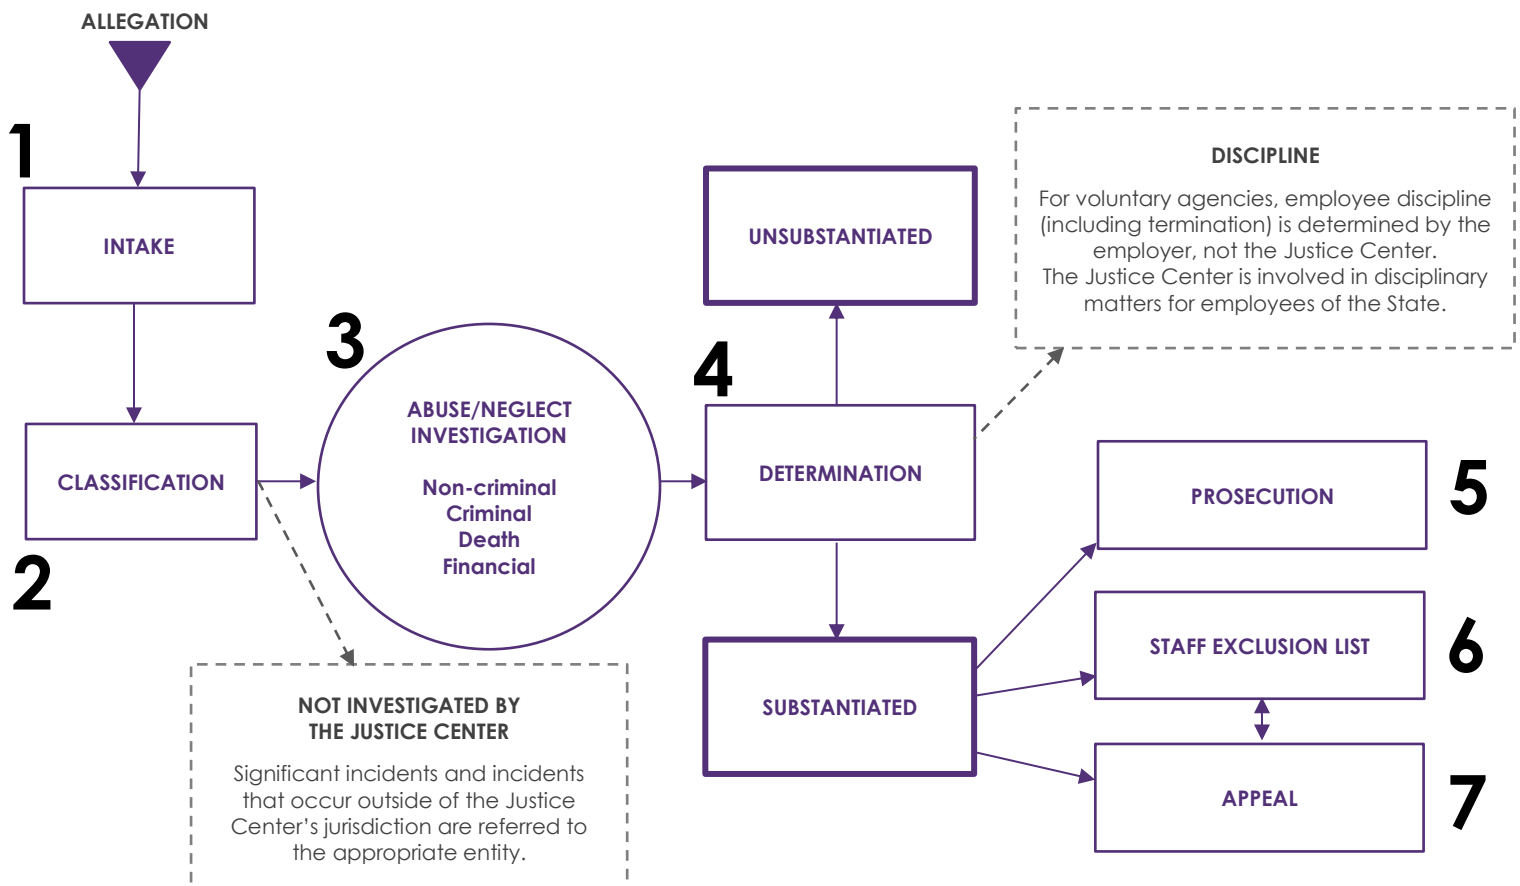 ALLEGATION
1
INTAKE
CLASSIFICATION
2
3
ABUSE/NEGLECT
INVESTIGATION
Non-criminal
Criminal
Death
Financial
NOT INVESTIGATED BY
THE JUSTICE CENTER
Significant incidents and incidents
that occur outside of the Justice
Center’s jurisdiction are referred to
the appropriate entity.
4
DETERMINATION
UNSUBSTANTIATED
DISCIPLINE
For voluntary agencies, employee discipline
(including termination) is determined by the
employer, not the Justice Center.
The Justice Center is involved in disciplinary
matters for employees of the State.
SUBSTANTIATED
PROSECUTION
5
STAFF EXCLUSION LIST
6
APPEAL
7